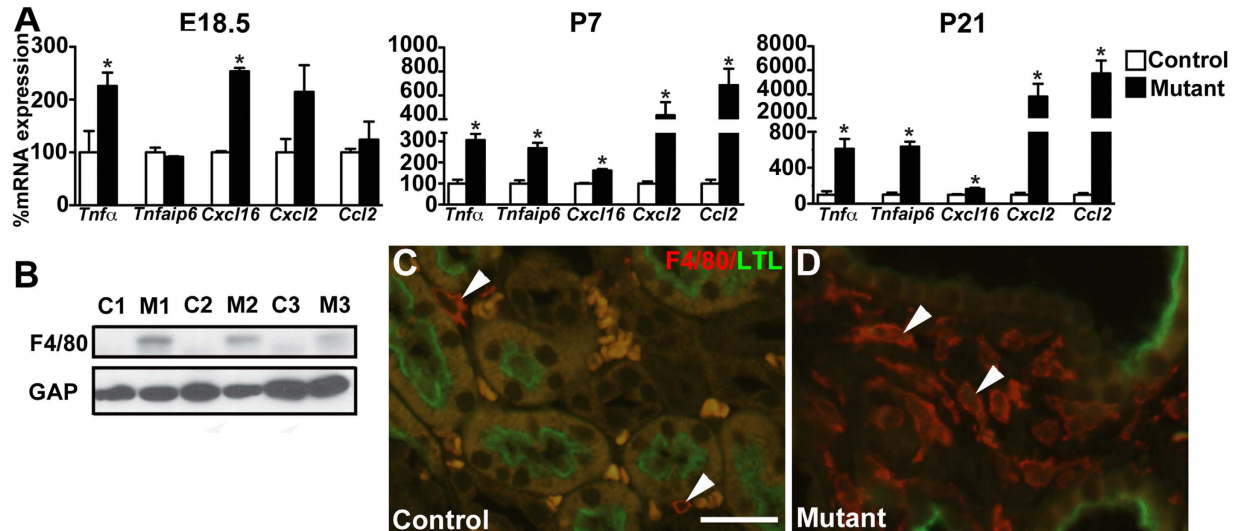 A
E18.5
P7
P21
%mRNA expression
300
200
100
0
Tnfα Tnfaip6 Cxcl16 Cxcl2 Ccl2
1000
800
600
400
300
200
100
0
Tnfα Tnfaip6 Cxcl16 Cxcl2 Ccl2
8000
6000
4000
2000
800
400
0
Tnfα Tnfaip6 Cxcl16 Cxcl2 Ccl2
Control
Mutant
* *
* * * * *
* * * * *
B
C1 M1 C2 M2 C3 M3
F4/80
GAP
C
F4/80/LTL
Control
D
Mutant